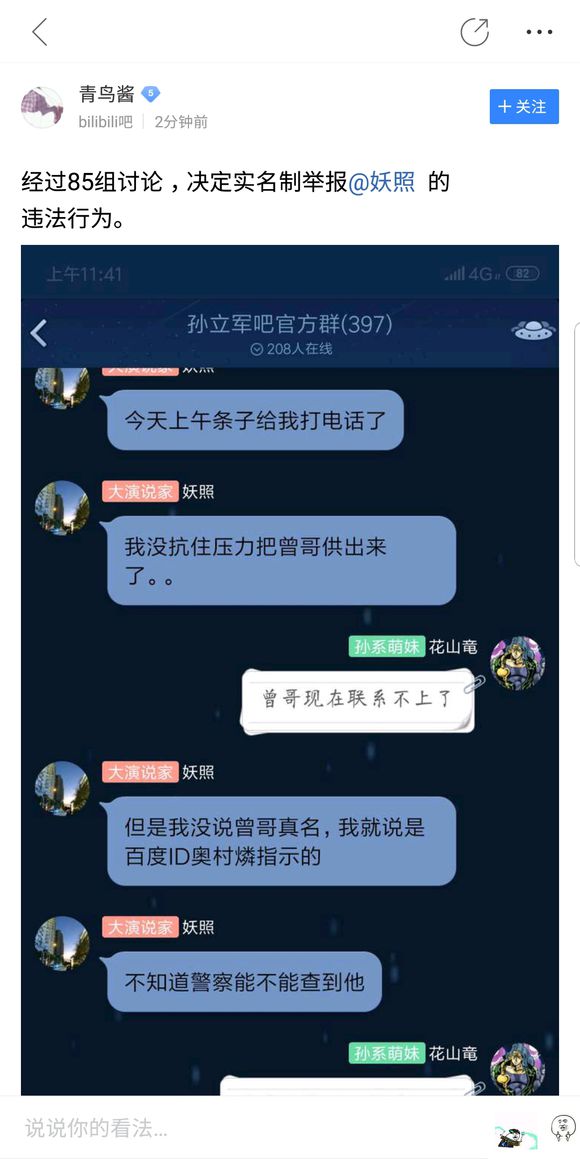 青鸟酱 5
+ 关注
bilibili吧 2分钟前
经过85组讨论，决定实名制举报@妖照 的
违法行为。
上午11:41
4G 82
孙立军吧官方群(397)
208人在线
大演说家 妖照
今天上午条子给我打电话了
大演说家 妖照
我没抗住压力把曾哥供出来
了。。
孙系萌妹 花山竜
曾哥现在联系不上了
大演说家 妖照
但是我没说曾哥真名，我就说是
百度ID奥村燐指示的
大演说家 妖照
不知道警察能不能查到他
孙系萌妹 花山竜
说说你的看法...